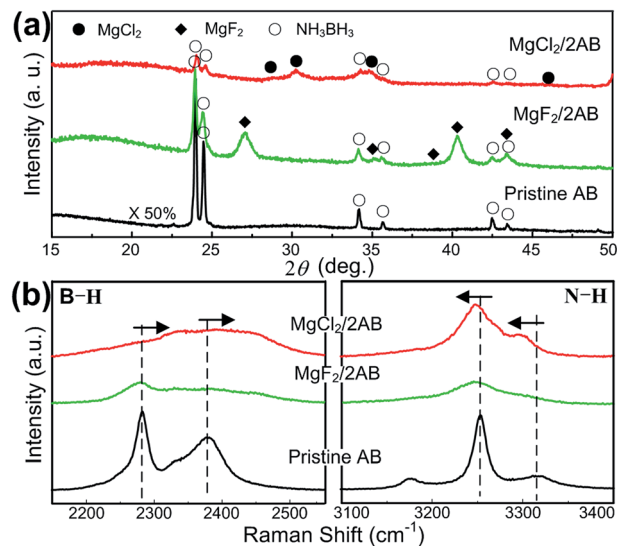 (a)
MgCl₂ MgF₂ NH₃BH₃
MgCl₂/2AB
MgF₂/2AB
Pristine AB
X 50%
Intensity (a. u.)
15 20 25 30 35 40 45 50
2θ (deg.)
(b) B–H N–H
MgCl₂/2AB
MgF₂/2AB
Pristine AB
Intensity (a.u.)
2200 2300 2400 2500 3100 3200 3300 3400
Raman Shift (cm⁻¹)